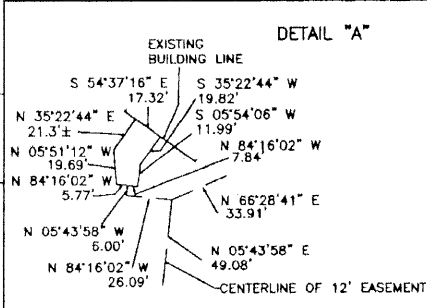 DETAIL "A"
EXISTING
BUILDING LINE
S 54°37'16" E
17.32'
S 35°22'44" W
19.82'
N 35°22'44" E
21.3'±
S 05°54'06" W
11.99'
N 05°51'12" W
19.69'
N 84°16'02" W
7.84'
N 84°16'02" W
5.77'
N 66°28'41" E
33.91'
N 05°43'58" W
6.00'
N 05°43'58" E
49.08'
N 84°16'02" W
26.09'
CENTERLINE OF 12' EASEMENT